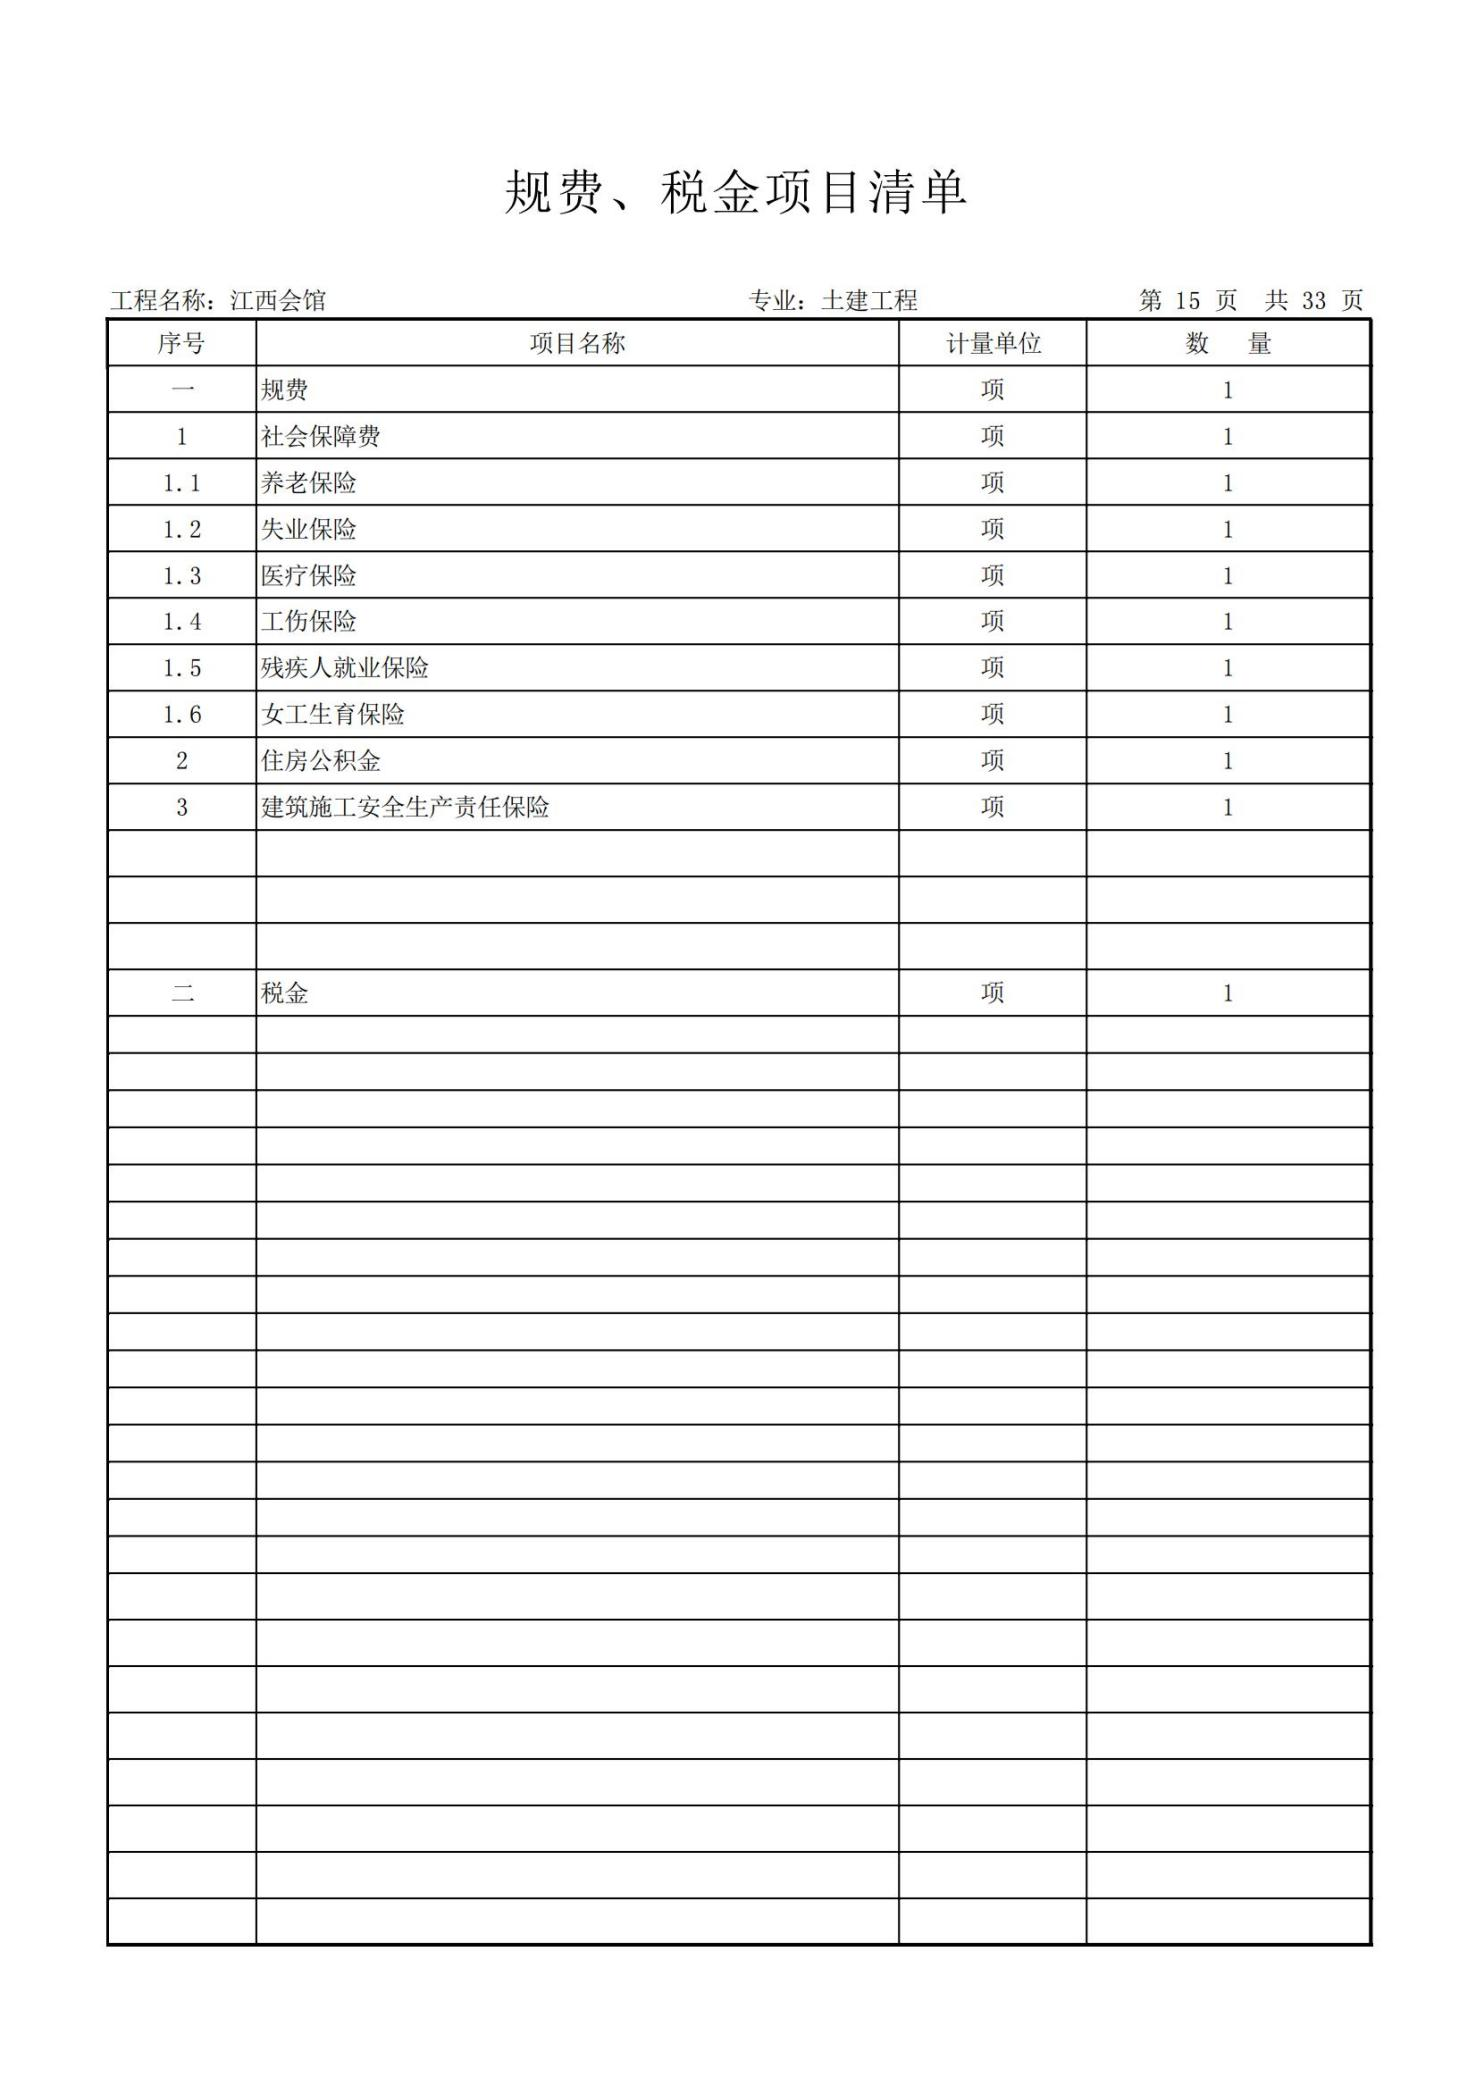 规费、税金项目清单
工程名称：江西会馆 专业：土建工程 第 15 页 共 33 页
序号 项目名称 计量单位 数 量
一 规费 项 1
1 社会保障费 项 1
1.1 养老保险 项 1
1.2 失业保险 项 1
1.3 医疗保险 项 1
1.4 工伤保险 项 1
1.5 残疾人就业保险 项 1
1.6 女工生育保险 项 1
2 住房公积金 项 1
3 建筑施工安全生产责任保险 项 1
二 税金 项 1